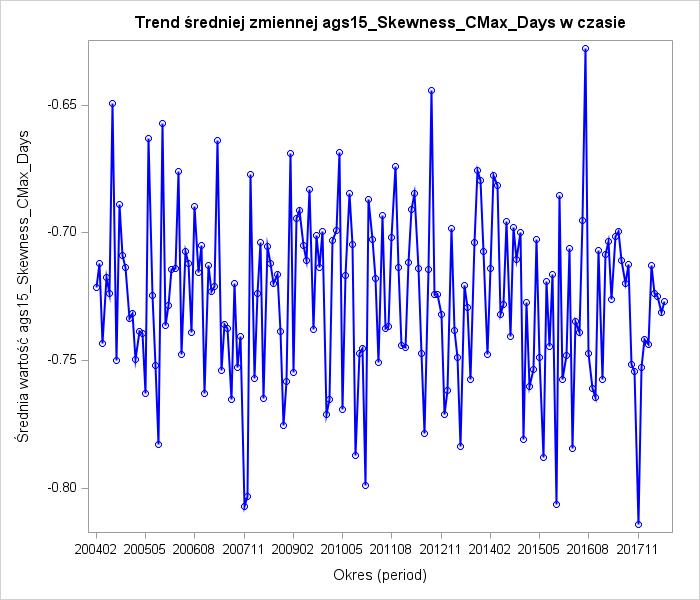 Trend średniej zmiennej ags15_Skewness_CMax_Days w czasie
Średnia wartość ags15_Skewness_CMax_Days
-0.65
-0.70
-0.75
-0.80
200402 200505 200608 200711 200902 201005 201108 201211 201402 201505 201608 201711
Okres (period)